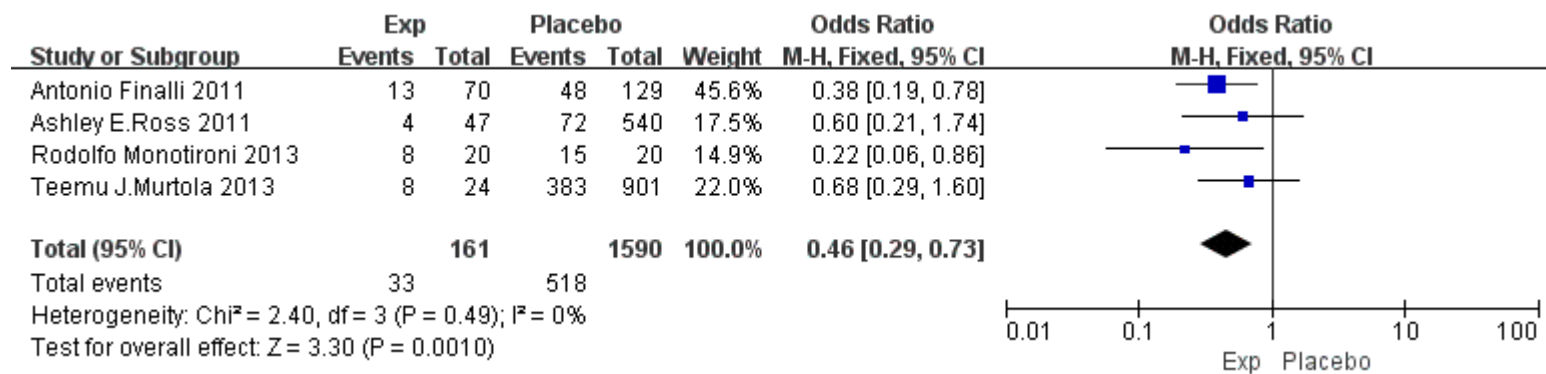 Exp Placebo Odds Ratio Odds Ratio
Study or Subgroup Events Total Events Total Weight M-H, Fixed, 95% CI M-H, Fixed, 95% CI
Antonio Finalli 2011 13 70 48 129 45.6% 0.38 [0.19, 0.78]
Ashley E.Ross 2011 4 47 72 540 17.5% 0.60 [0.21, 1.74]
Rodolfo Monotironi 2013 8 20 15 20 14.9% 0.22 [0.06, 0.86]
Teemu J.Murtola 2013 8 24 383 901 22.0% 0.68 [0.29, 1.60]
Total (95% CI) 161 1590 100.0% 0.46 [0.29, 0.73]
Total events 33 518
Heterogeneity: Chi² = 2.40, df = 3 (P = 0.49); I² = 0%
Test for overall effect: Z = 3.30 (P = 0.0010)
0.01 0.1 1 10 100
Exp Placebo